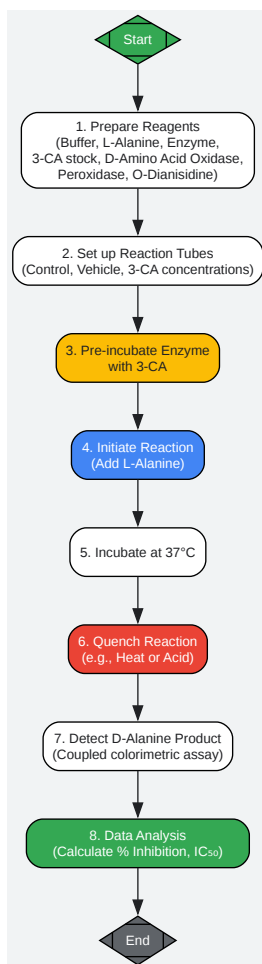 Start
1. Prepare Reagents
(Buffer, L-Alanine, Enzyme,
3-CA stock, D-Amino Acid Oxidase,
Peroxidase, O-Dianisidine)
2. Set up Reaction Tubes
(Control, Vehicle, 3-CA concentrations)
3. Pre-incubate Enzyme
with 3-CA
4. Initiate Reaction
(Add L-Alanine)
5. Incubate at 37°C
6. Quench Reaction
(e.g., Heat or Acid)
7. Detect D-Alanine Product
(Coupled colorimetric assay)
8. Data Analysis
(Calculate % Inhibition, IC₅₀)
End